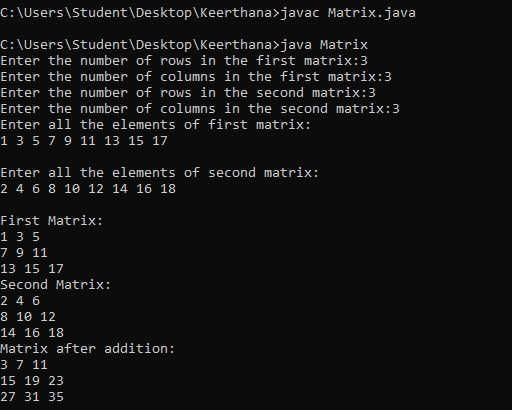 C:\Users\Student\Desktop\Keerthana>javac Matrix.java
C:\Users\Student\Desktop\Keerthana>java Matrix
Enter the number of rows in the first matrix:3
Enter the number of columns in the first matrix:3
Enter the number of rows in the second matrix:3
Enter the number of columns in the second matrix:3
Enter all the elements of first matrix:
1 3 5 7 9 11 13 15 17
Enter all the elements of second matrix:
2 4 6 8 10 12 14 16 18
First Matrix:
1 3 5
7 9 11
13 15 17
Second Matrix:
2 4 6
8 10 12
14 16 18
Matrix after addition:
3 7 11
15 19 23
27 31 35